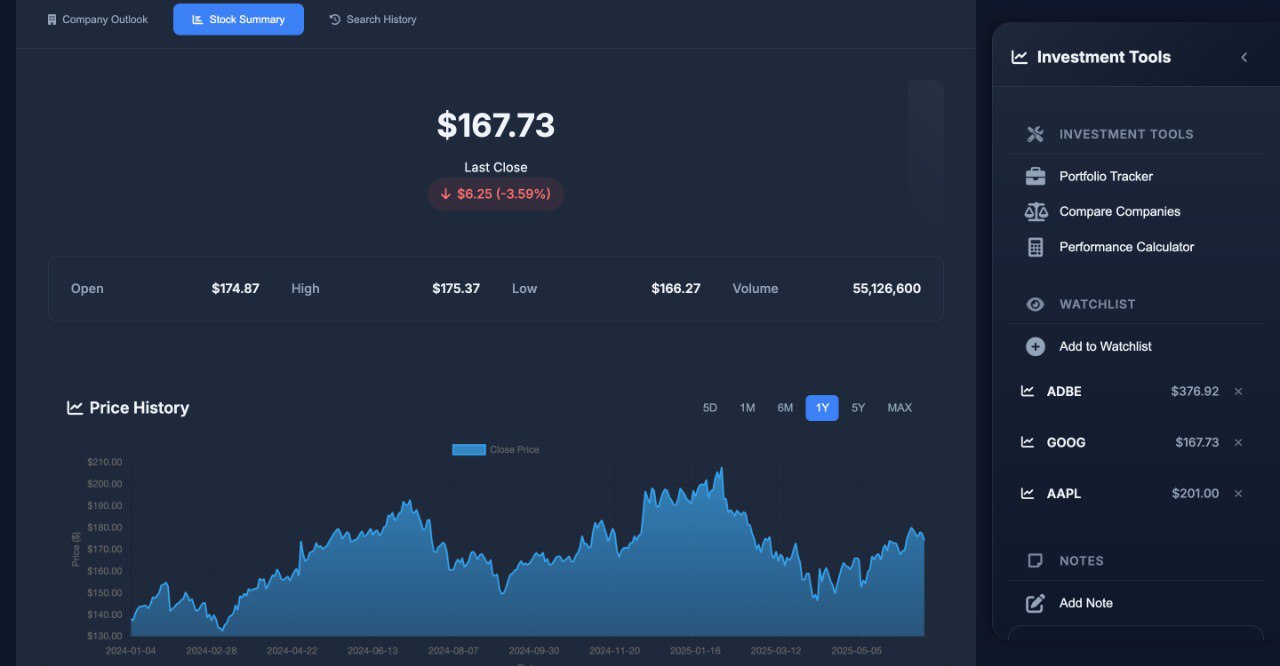 Company Outlook
Stock Summary
Search History
$167.73
Last Close
↓ $6.25 (-3.59%)
Open $174.87 High $175.37 Low $166.27 Volume 55,126,600
Price History
5D 1M 6M 1Y 5Y MAX
Close Price
$210.00
$200.00
$190.00
$180.00
$170.00
$160.00
$150.00
$140.00
$130.00
Price ($)
2024-01-04 2024-02-28 2024-04-22 2024-06-13 2024-08-07 2024-09-30 2024-11-20 2025-01-16 2025-03-12 2025-05-05
Investment Tools
INVESTMENT TOOLS
Portfolio Tracker
Compare Companies
Performance Calculator
WATCHLIST
Add to Watchlist
ADBE $376.92 ×
GOOG $167.73 ×
AAPL $201.00 ×
NOTES
Add Note